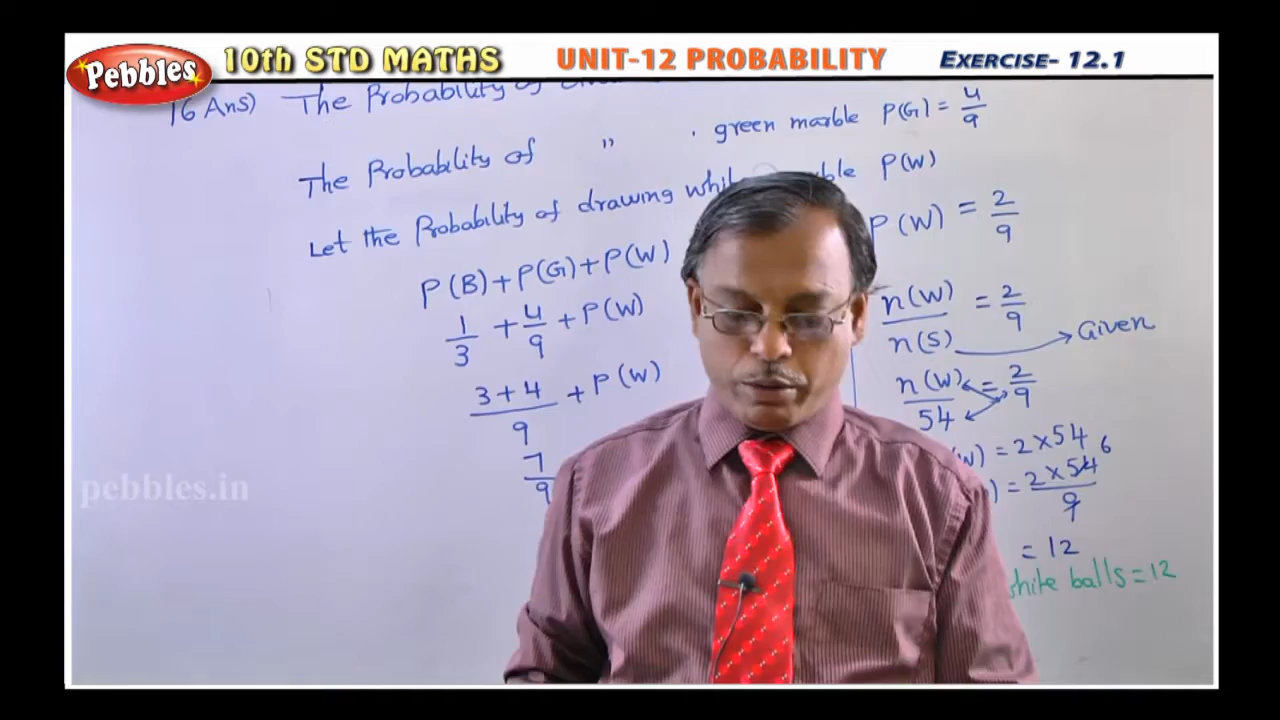 Pebbles
10th STD MATHS
UNIT-12 PROBABILITY
EXERCISE- 12.1
16 Ans) The Probability of
The Probability of " green marble P(G) = 4/9
Let the Probability of drawing marble P(W)
P(B)+P(G)+P(W)
1/3 + 4/9 + P(W)
3+4/9 + P(W)
7/9
P(W) = 2/9
n(W)/n(S) = 2/9 Given
n(W)/54 = 2/9
(W) = 2×54
) = 2×54/9 6
= 12
balls = 12
pebbles.in